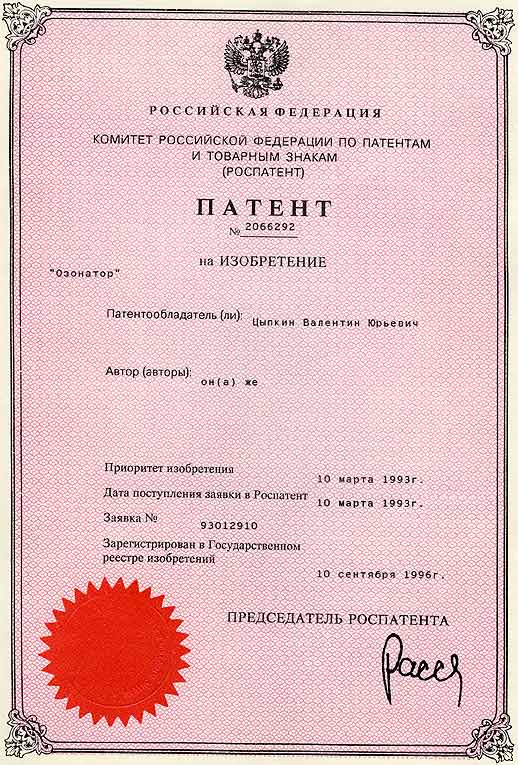 РОССИЙСКАЯ ФЕДЕРАЦИЯ
КОМИТЕТ РОССИЙСКОЙ ФЕДЕРАЦИИ ПО ПАТЕНТАМ
И ТОВАРНЫМ ЗНАКАМ
(РОСПАТЕНТ)
ПАТЕНТ
№ 2066292
на ИЗОБРЕТЕНИЕ
"Озонатор"
Патентообладатель (ли): Цыпкин Валентин Юрьевич
Автор (авторы): он(а) же
Приоритет изобретения 10 марта 1993г.
Дата поступления заявки в Роспатент 10 марта 1993г.
Заявка № 93012910
Зарегистрирован в Государственном
реестре изобретений
10 сентября 1996г.
ПРЕДСЕДАТЕЛЬ РОСПАТЕНТА